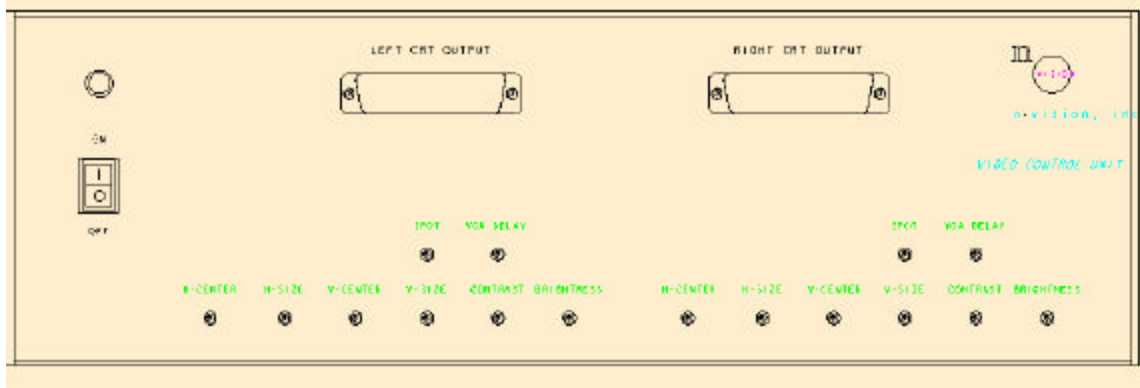 LEFT CRT OUTPUT
RIGHT CRT OUTPUT
n
VISION
n-vision, inc
VIDEO CONTROL UNIT
ON
I
O
OFF
SPOT VGA DELAY
SPOT VGA DELAY
H-CENTER H-SIZE V-CENTER V-SIZE CONTRAST BRIGHTNESS
H-CENTER H-SIZE V-CENTER V-SIZE CONTRAST BRIGHTNESS